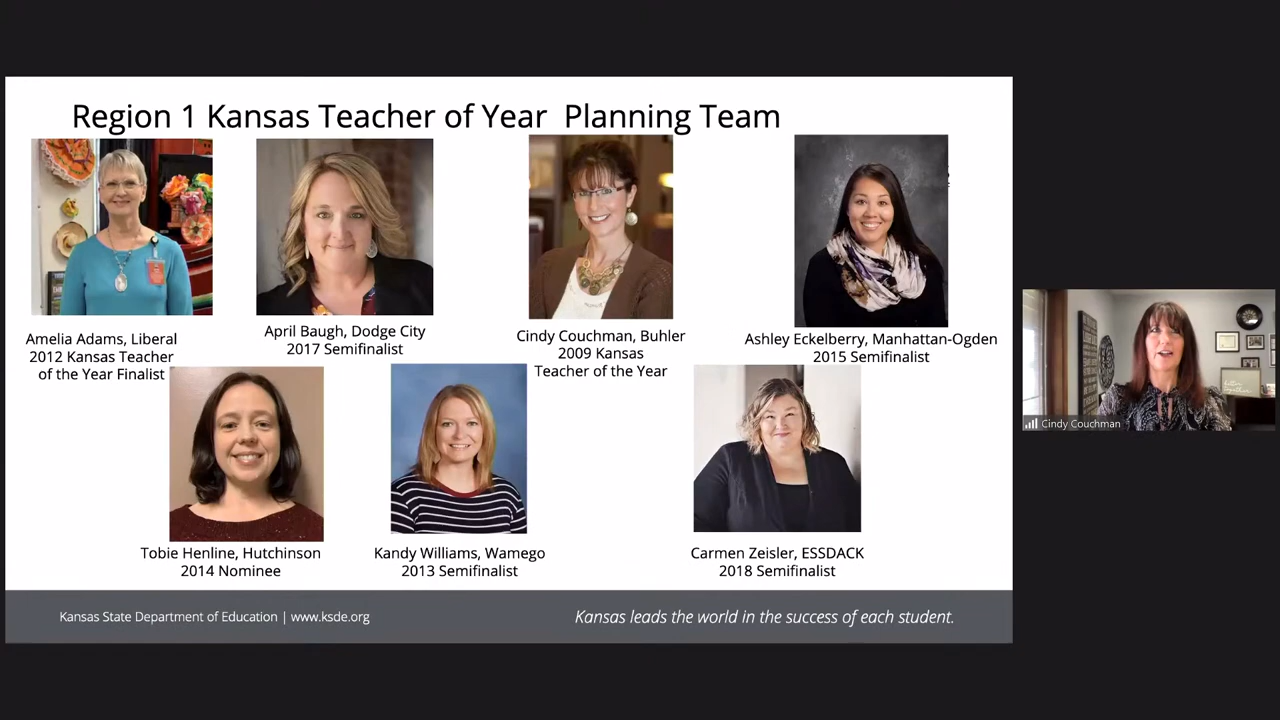 Region 1 Kansas Teacher of Year Planning Team
Amelia Adams, Liberal
2012 Kansas Teacher
of the Year Finalist
April Baugh, Dodge City
2017 Semifinalist
Cindy Couchman, Buhler
2009 Kansas
Teacher of the Year
Ashley Eckelberry, Manhattan-Ogden
2015 Semifinalist
Cindy Couchman
Tobie Henline, Hutchinson
2014 Nominee
Kandy Williams, Wamego
2013 Semifinalist
Carmen Zeisler, ESSDACK
2018 Semifinalist
Kansas State Department of Education | www.ksde.org
Kansas leads the world in the success of each student.